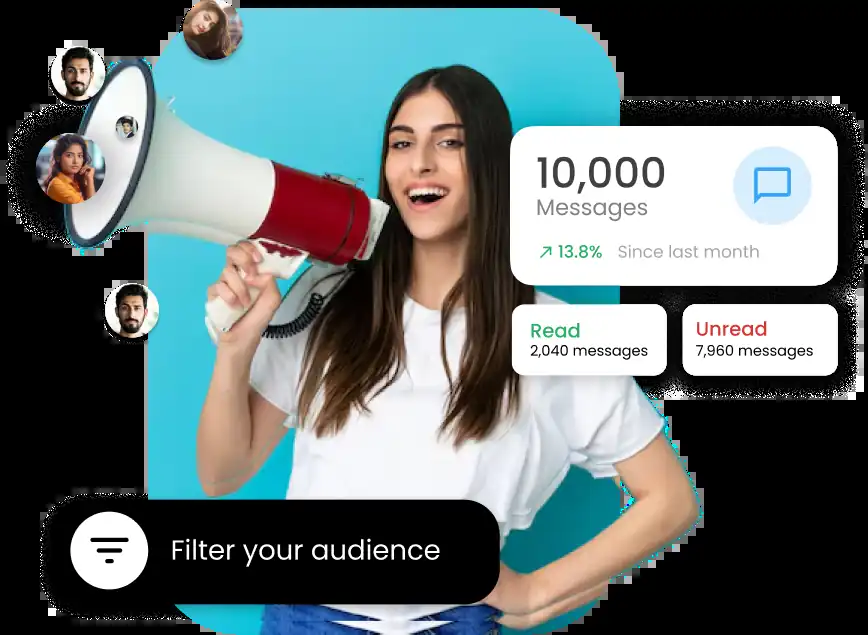 10,000
Messages
13.8% Since last month
Read
2,040 messages
Unread
7,960 messages
Filter your audience